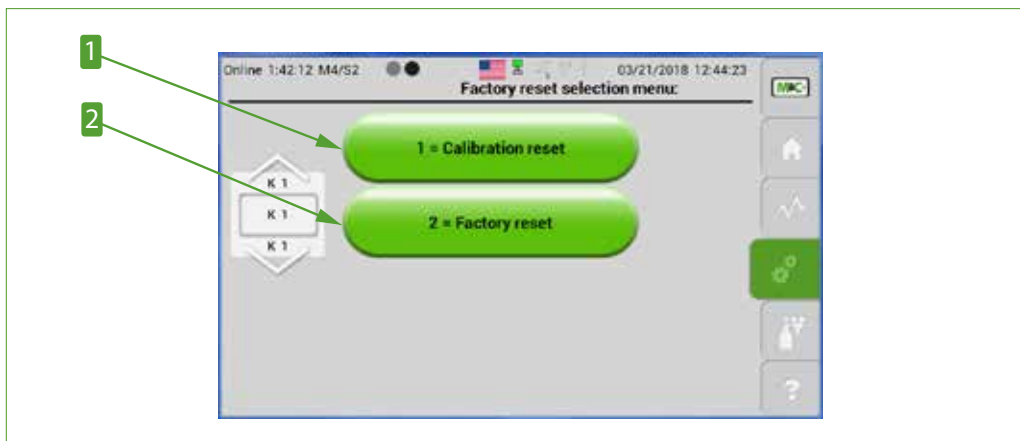 1
2
Online 1:42:12 M4/S2 03/21/2018 12:44:23
Factory reset selection menu:
MRC
1 = Calibration reset
2 = Factory reset
K 1
K 1
K 1
?